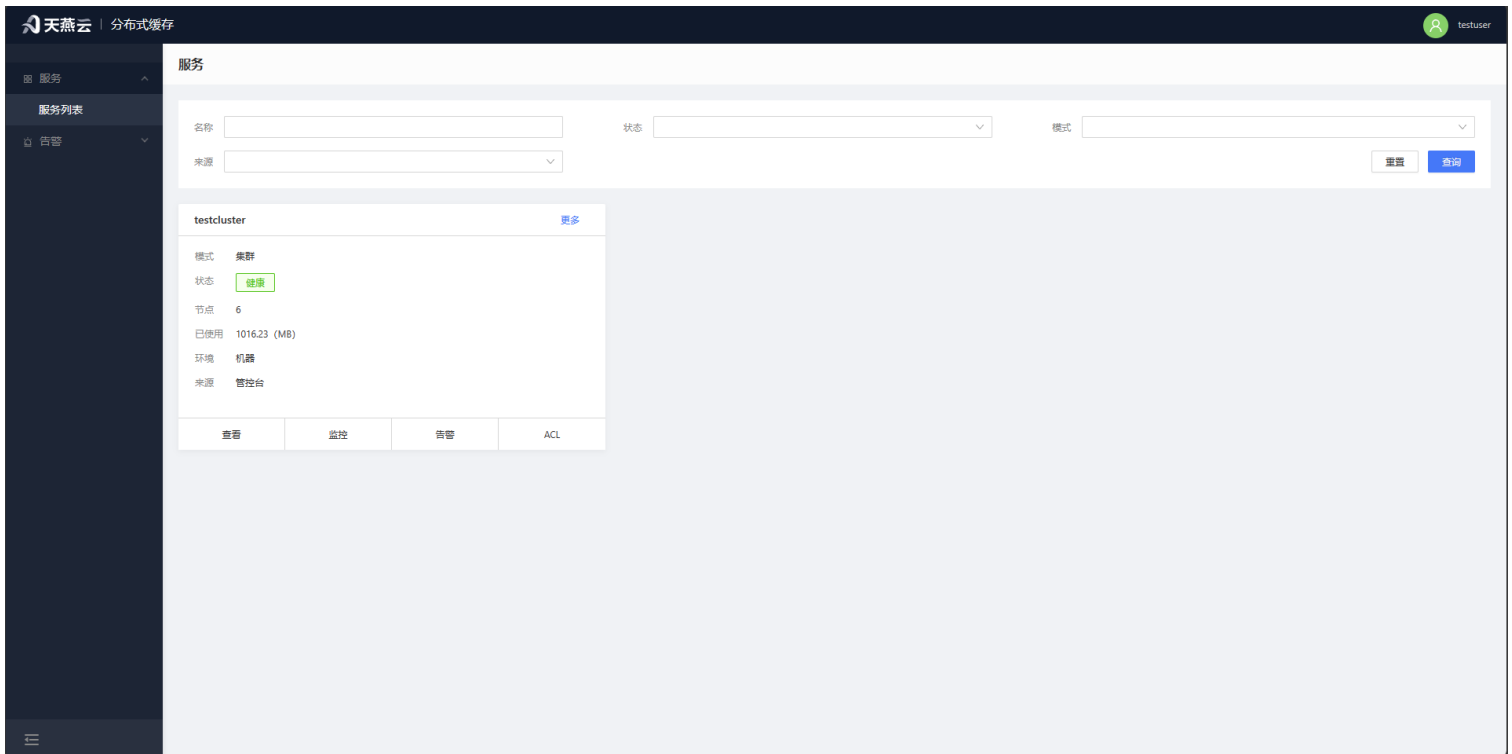 天燕云 | 分布式缓存
testuser
服务
服务列表
告警
服务
名称
状态
模式
来源
重置
查询
testcluster
更多
模式 集群
状态 健康
节点 6
已使用 1016.23 (MB)
环境 机器
来源 管控台
查看
监控
告警
ACL